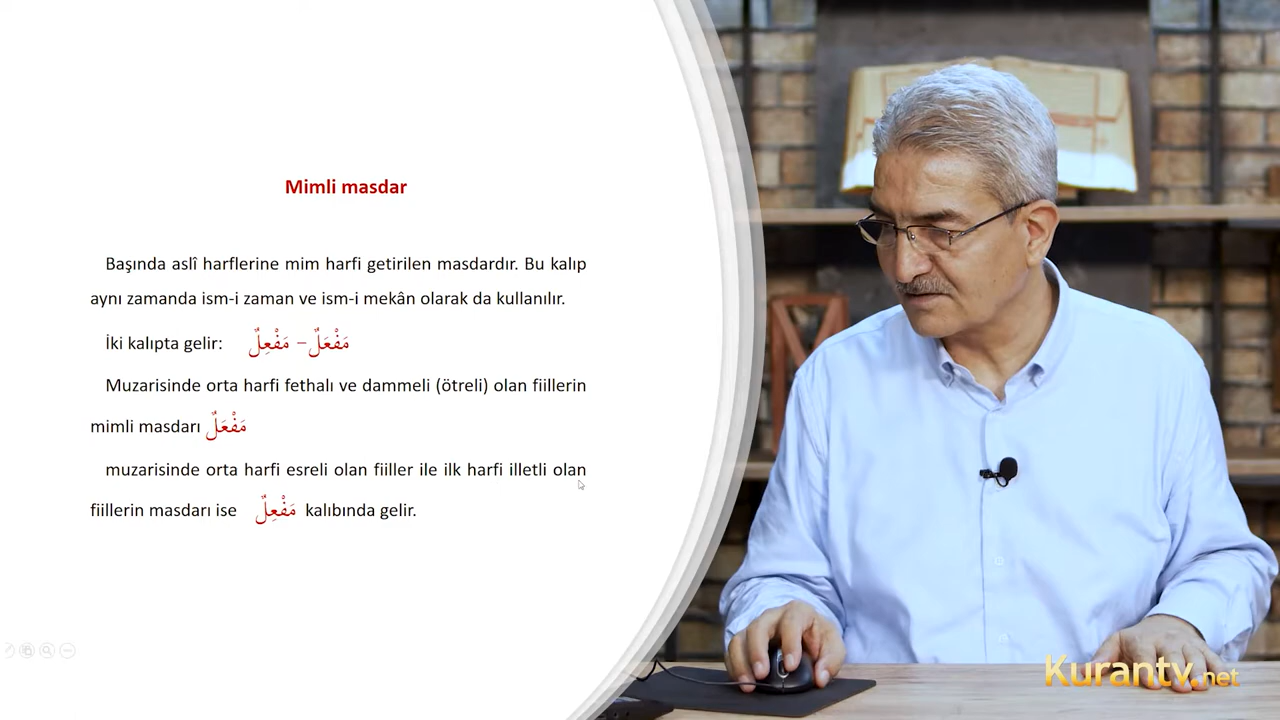 Mimli masdar
Başında aslî harflerine mim harfi getirilen masdardır. Bu kalıp
aynı zamanda ism-i zaman ve ism-i mekân olarak da kullanılır.
İki kalıpta gelir: مَفْعَلٌ – مَفْعِلٌ
Muzarisinde orta harfi fethalı ve dammeli (ötreli) olan fiillerin
mimli masdarı مَفْعَلٌ
muzarisinde orta harfi esreli olan fiiller ile ilk harfi illetli olan
fiillerin masdarı ise مَفْعِلٌ kalıbında gelir.
Kurantv.net